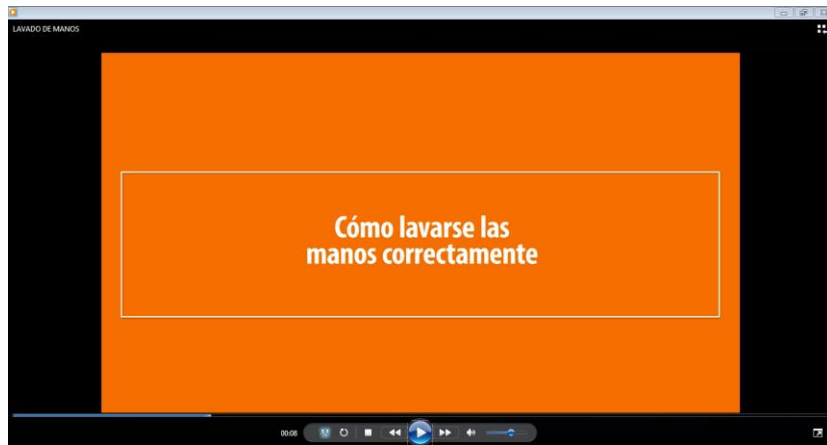 LAVADO DE MANOS
Cómo lavarse las
manos correctamente
00:08